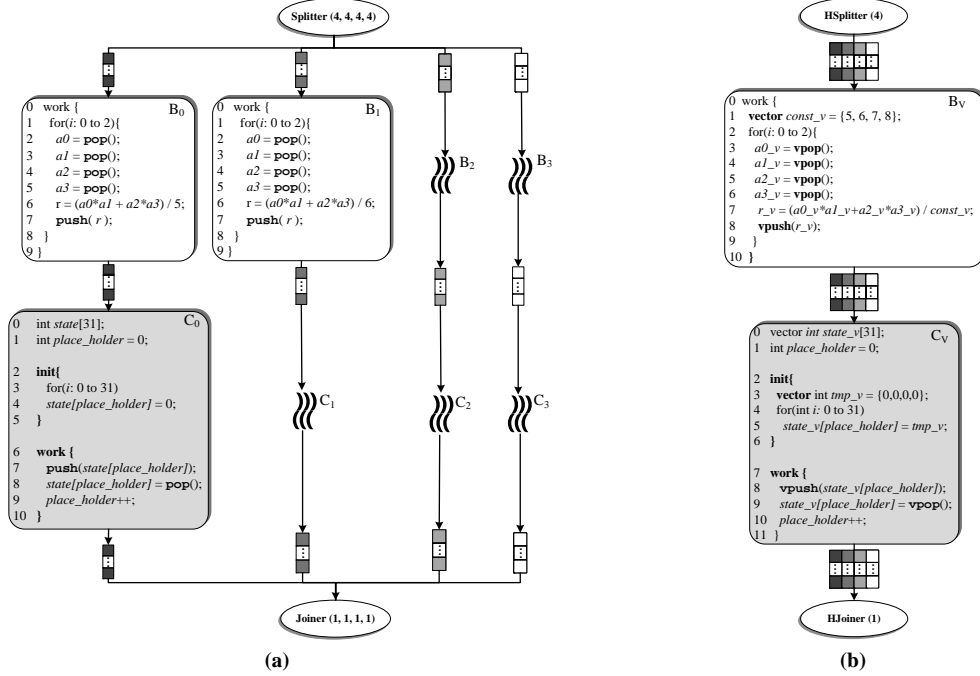 Splitter (4, 4, 4, 4)
B0
0 work {
1 for(i: 0 to 2){
2 a0 = pop();
3 a1 = pop();
4 a2 = pop();
5 a3 = pop();
6 r = (a0*a1 + a2*a3) / 5;
7 push( r );
8 }
9 }
B1
0 work {
1 for(i: 0 to 2){
2 a0 = pop();
3 a1 = pop();
4 a2 = pop();
5 a3 = pop();
6 r = (a0*a1 + a2*a3) / 6;
7 push( r );
8 }
9 }
B2
B3
C0
0 int state[31];
1 int place_holder = 0;
2 init{
3 for(i: 0 to 31)
4 state[place_holder] = 0;
5 }
6 work {
7 push(state[place_holder]);
8 state[place_holder] = pop();
9 place_holder++;
10 }
C1
C2
C3
Joiner (1, 1, 1, 1)
(a)
HSplitter (4)
BV
0 work {
1 vector const_v = {5, 6, 7, 8};
2 for(i: 0 to 2){
3 a0_v = vpop();
4 a1_v = vpop();
5 a2_v = vpop();
6 a3_v = vpop();
7 r_v = (a0_v*a1_v+a2_v*a3_v) / const_v;
8 vpush(r_v);
9 }
10 }
CV
0 vector int state_v[31];
1 int place_holder = 0;
2 init{
3 vector int tmp_v = {0,0,0,0};
4 for(int i: 0 to 31)
5 state_v[place_holder] = tmp_v;
6 }
7 work {
8 vpush(state_v[place_holder]);
9 state_v[place_holder] = vpop();
10 place_holder++;
11 }
HJoiner (1)
(b)